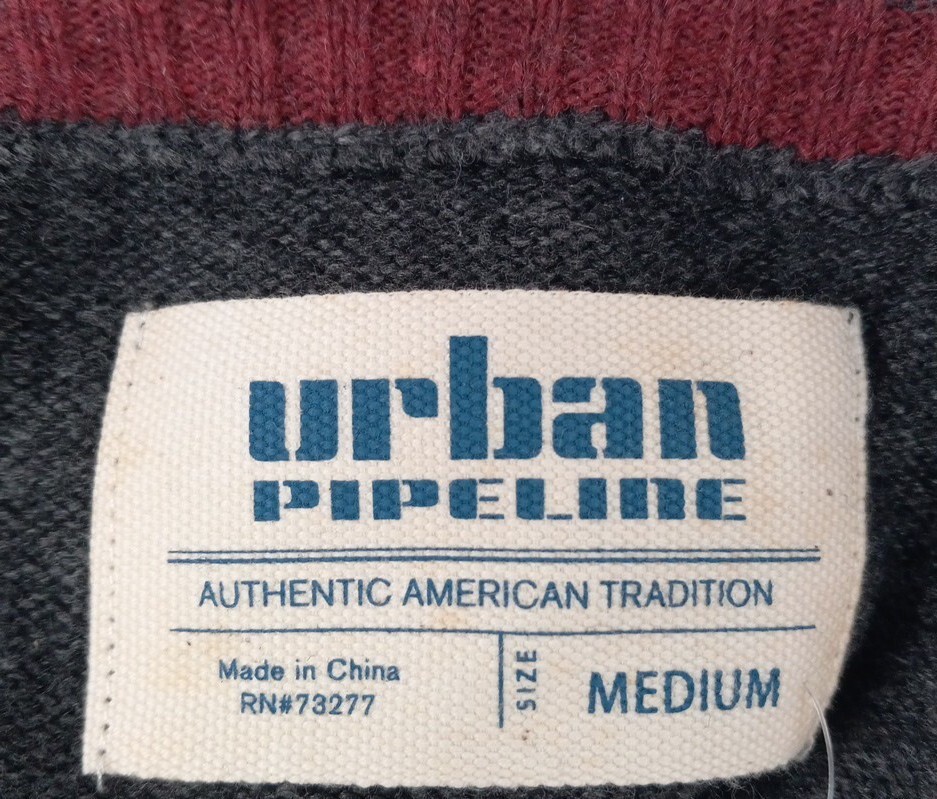 urban
PIPELINE
AUTHENTIC AMERICAN TRADITION
Made in China
RN#73277
SIZE
MEDIUM